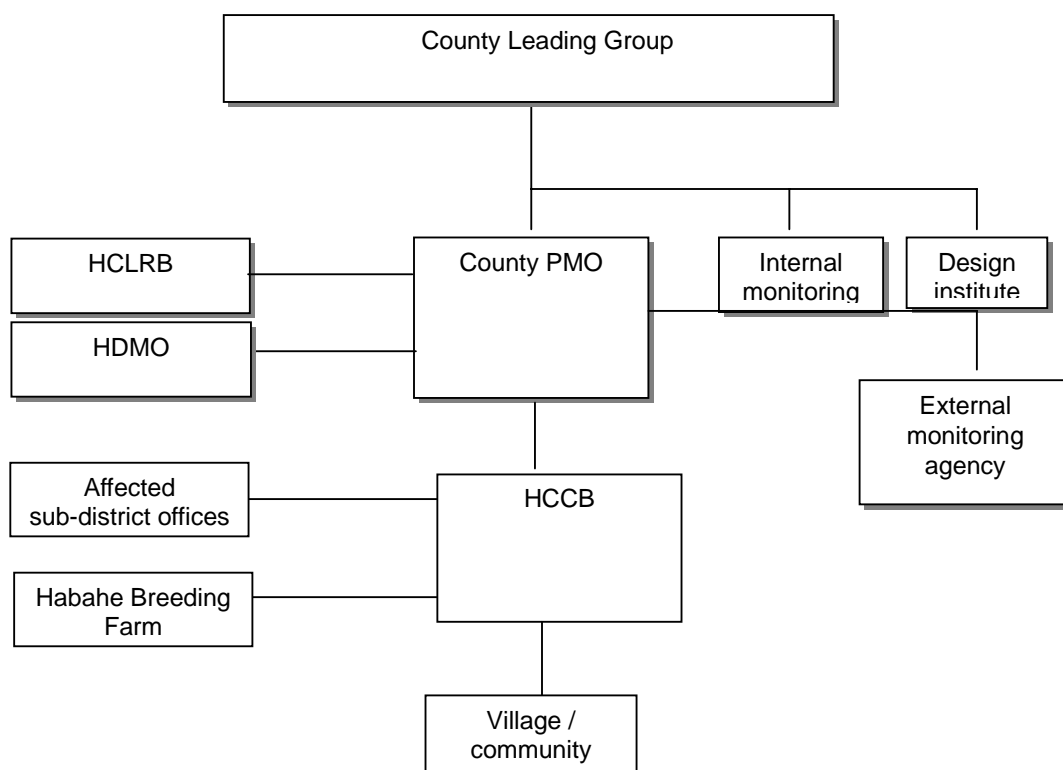 County Leading Group
HCLRB
County PMO
Internal
monitoring
Design
institute
HDMO
External
monitoring
agency
Affected
sub-district offices
HCCB
Habahe Breeding
Farm
Village /
community